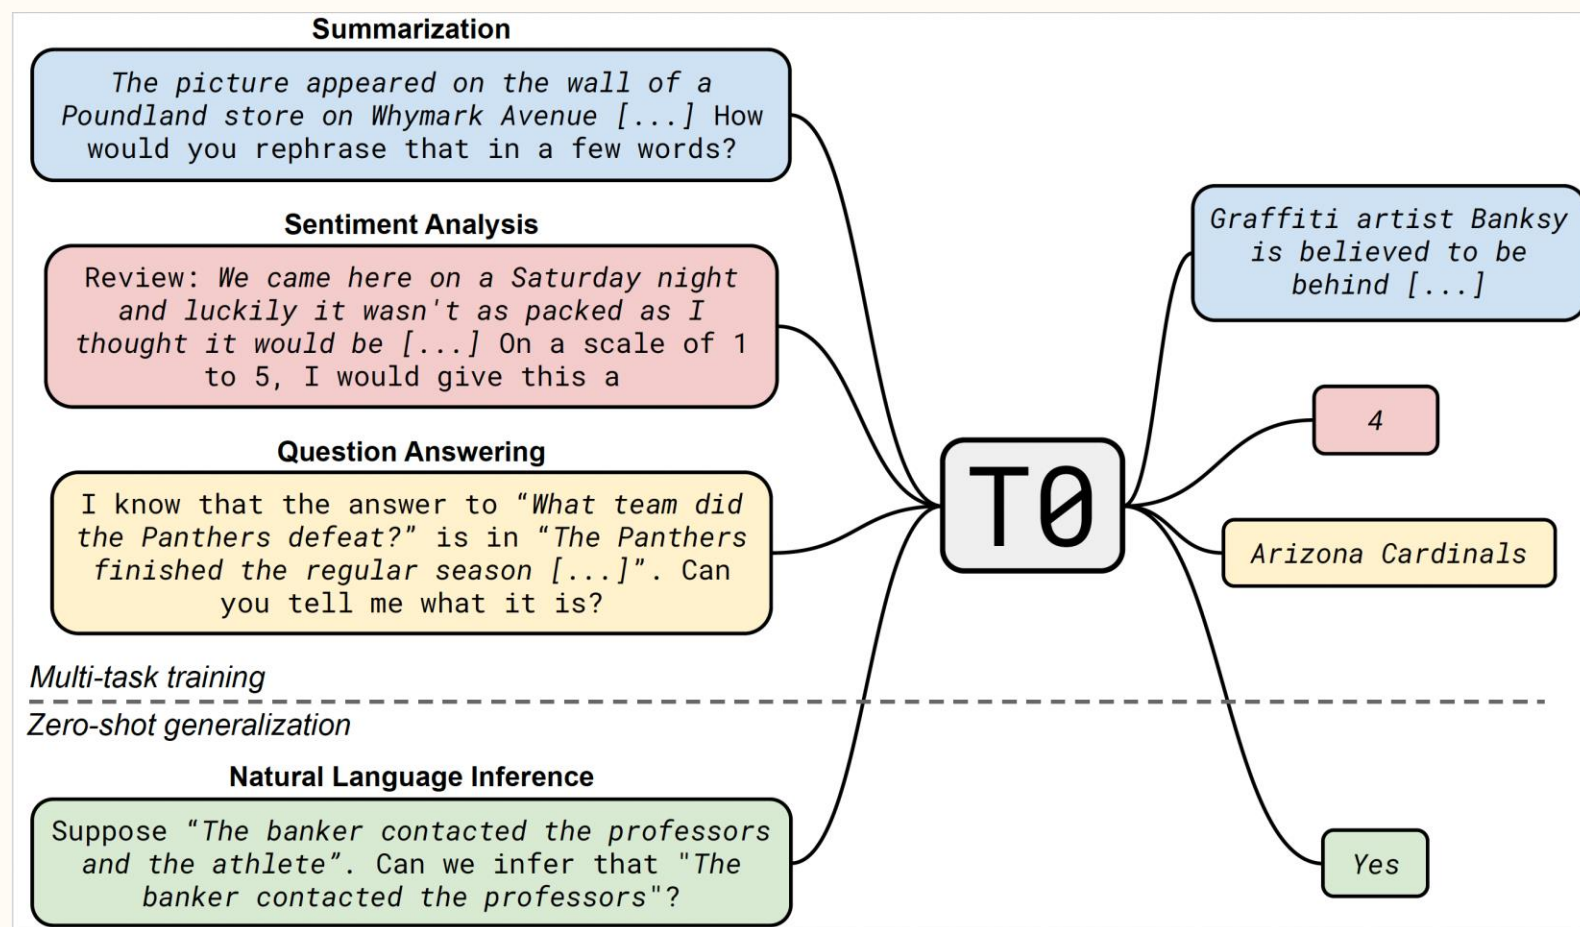 Summarization
The picture appeared on the wall of a
Poundland store on Whymark Avenue [...] How
would you rephrase that in a few words?
Sentiment Analysis
Review: We came here on a Saturday night
and luckily it wasn't as packed as I
thought it would be [...] On a scale of 1
to 5, I would give this a
Question Answering
I know that the answer to “What team did
the Panthers defeat?” is in “The Panthers
finished the regular season [...]”. Can
you tell me what it is?
Multi-task training
Zero-shot generalization
Natural Language Inference
Suppose “The banker contacted the professors
and the athlete”. Can we infer that "The
banker contacted the professors"?
T0
Graffiti artist Banksy
is believed to be
behind [...]
4
Arizona Cardinals
Yes